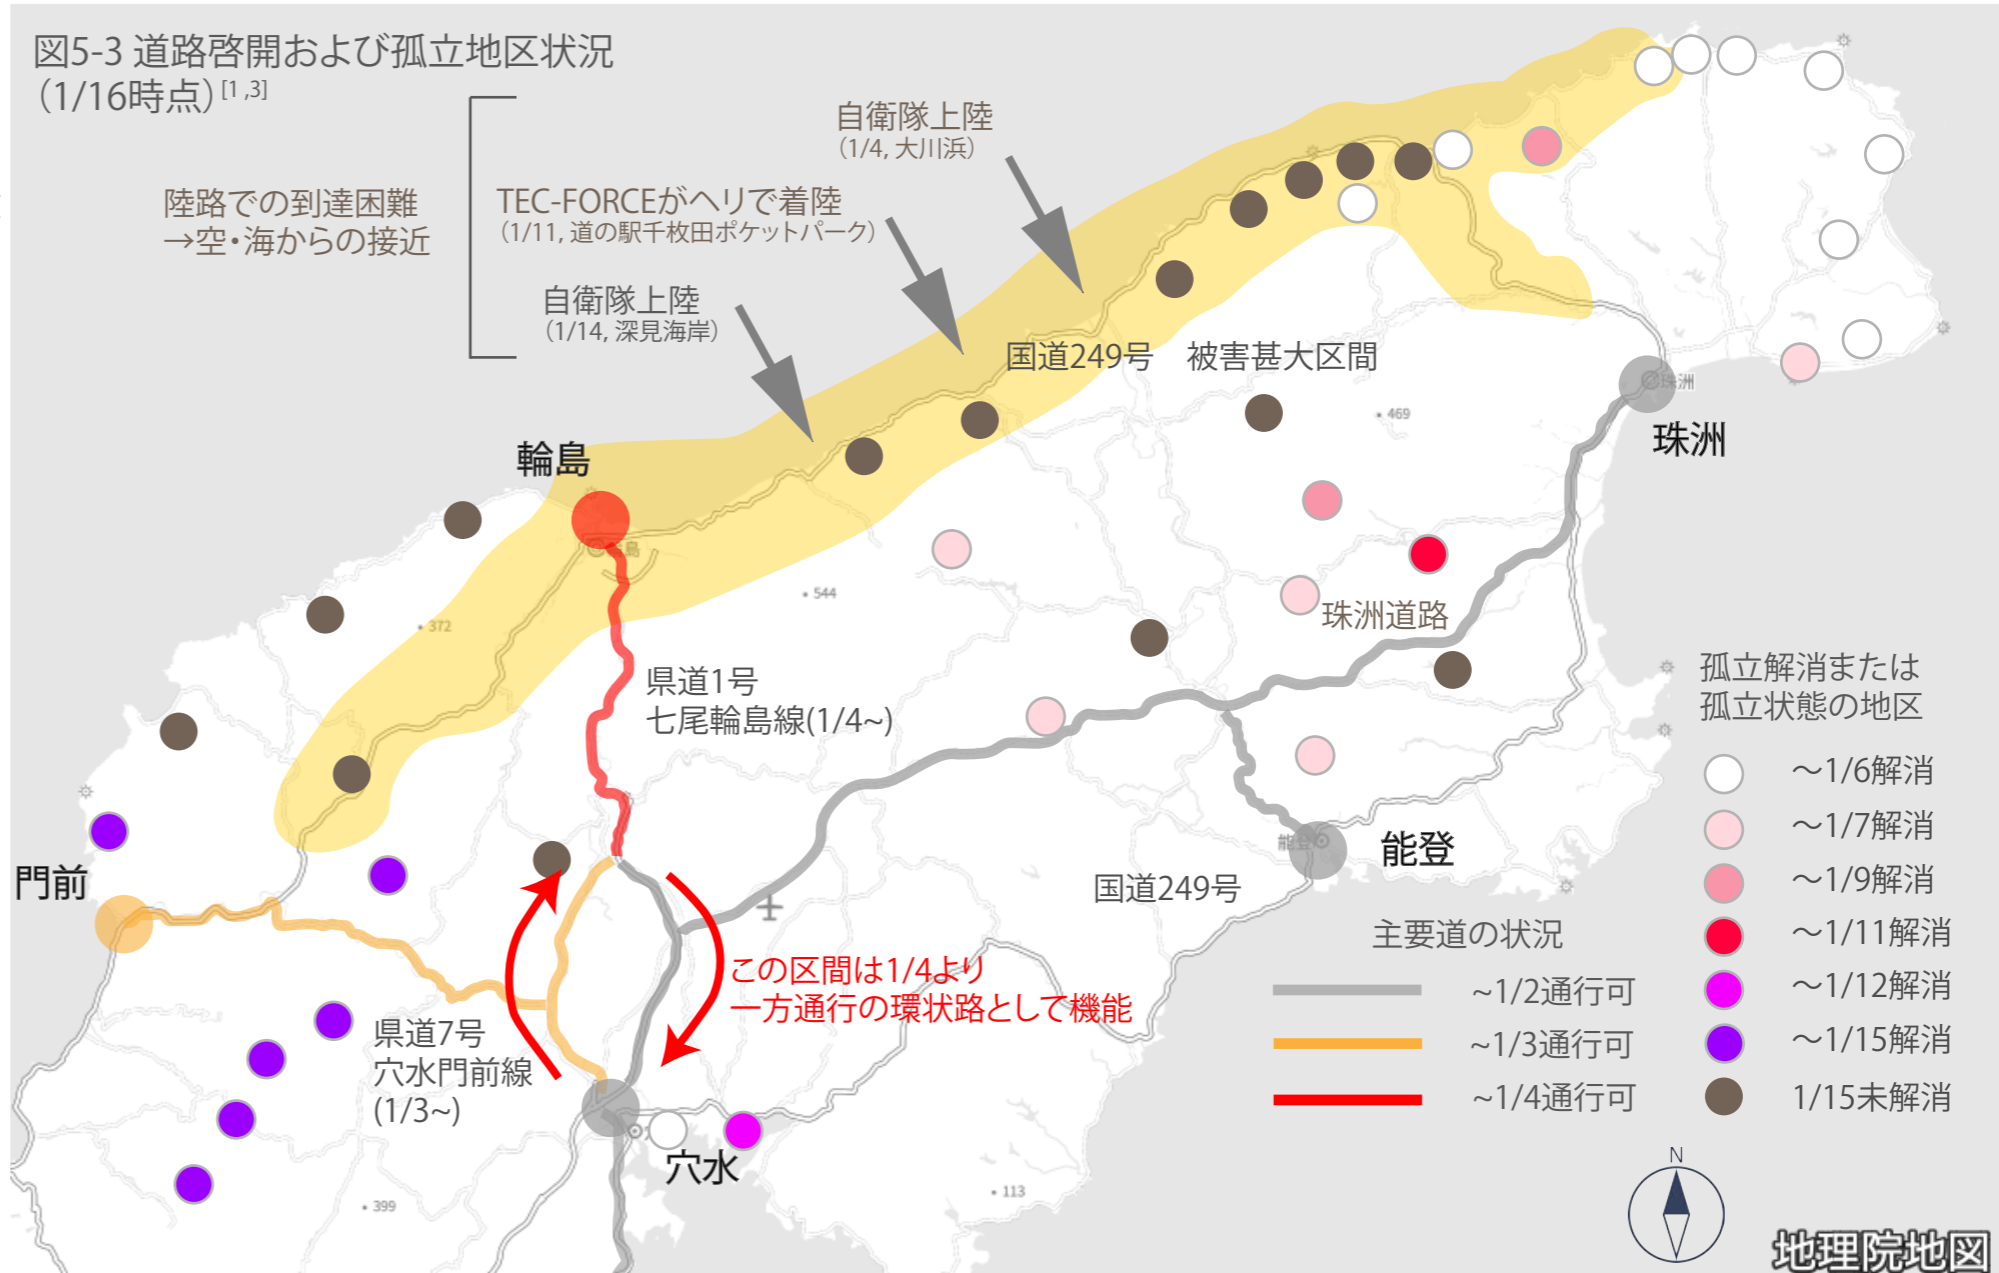 図5-3 道路啓開および孤立地区状況
（1/16時点）[1 ,3]
陸路での到達困難
→空・海からの接近
自衛隊上陸
（1/4, 大川浜）
TEC-FORCEがヘリで着陸
（1/11, 道の駅千枚田ポケットパーク）
自衛隊上陸
（1/14, 深見海岸）
国道249号　被害甚大区間
469
珠洲
珠洲
輪島
島
544
372
珠洲道路
県道1号
七尾輪島線(1/4~)
門前
能登
能登
国道249号
この区間は1/4より
一方通行の環状路として機能
県道7号
穴水門前線
(1/3~)
穴水
399
113
主要道の状況
~1/2通行可
~1/3通行可
~1/4通行可
孤立解消または
孤立状態の地区
～1/6解消
～1/7解消
～1/9解消
～1/11解消
～1/12解消
～1/15解消
1/15未解消
N
地理院地図